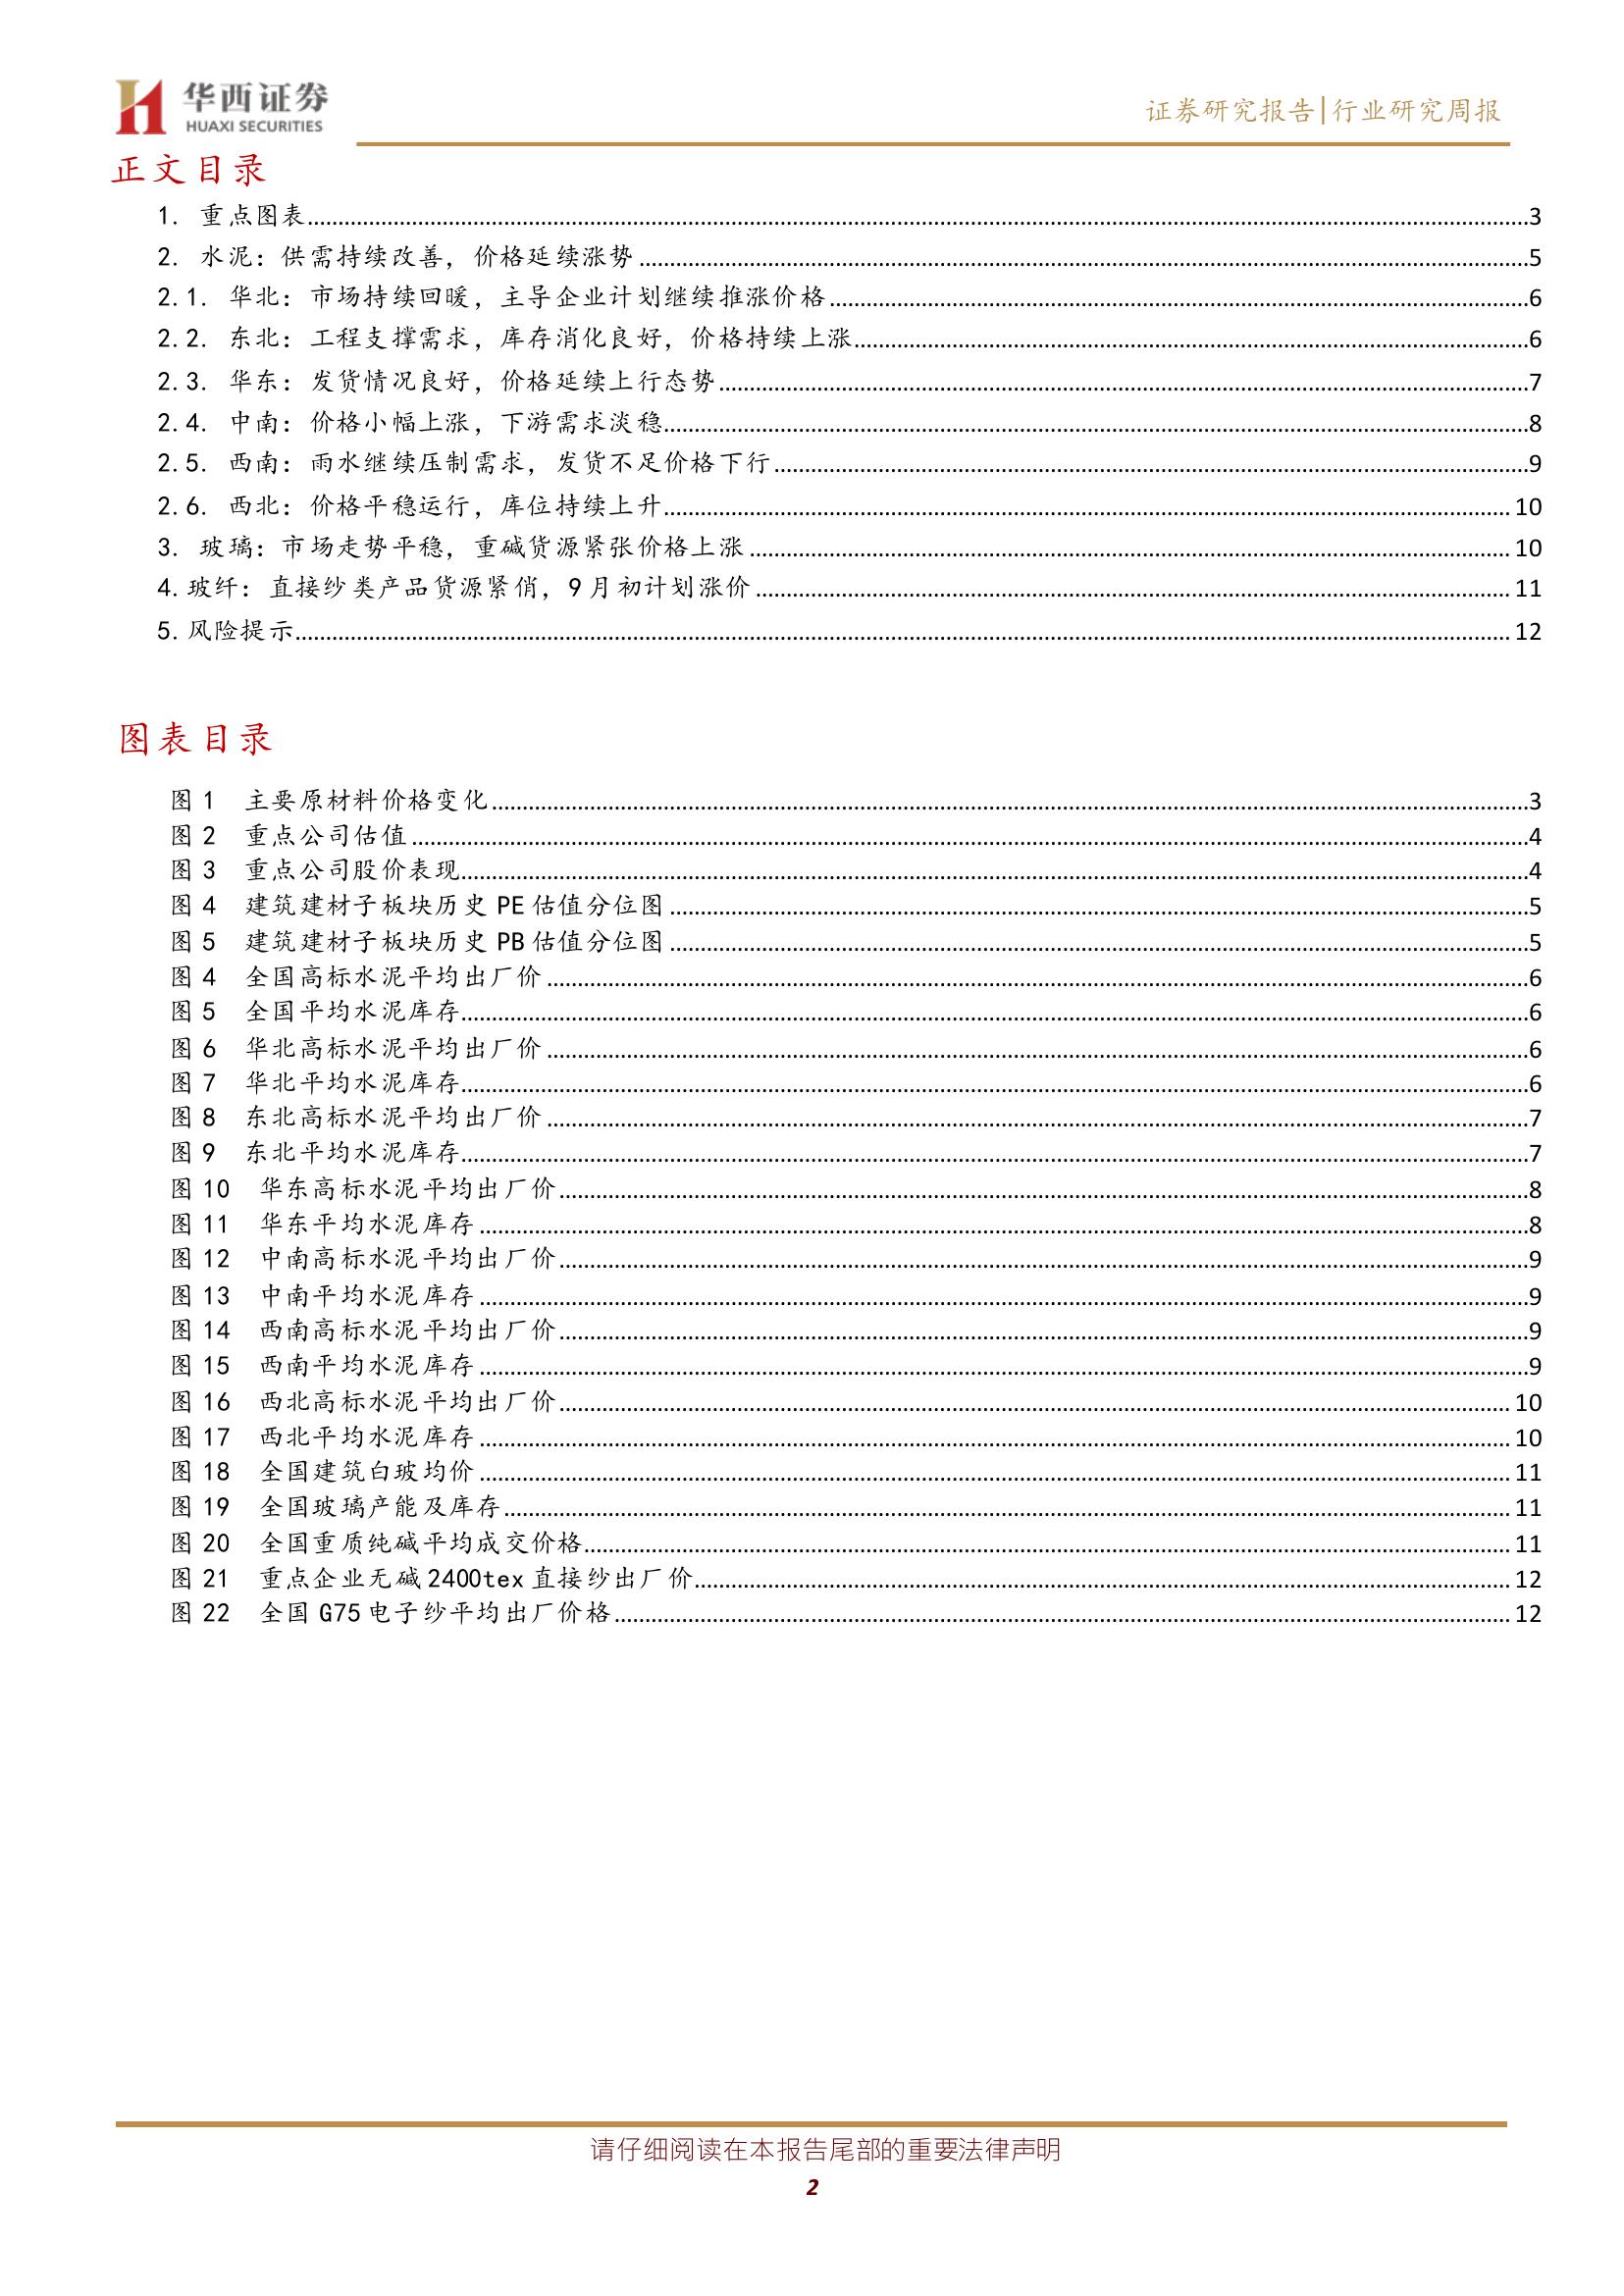 华西证券
HUAXI SECURITIES
证券研究报告|行业研究周报
正文目录
1. 重点图表 3
2. 水泥：供需持续改善，价格延续涨势 5
2.1. 华北：市场持续回暖，主导企业计划继续推涨价格 6
2.2. 东北：工程支撑需求，库存消化良好，价格持续上涨 6
2.3. 华东：发货情况良好，价格延续上行态势 7
2.4. 中南：价格小幅上涨，下游需求淡稳 8
2.5. 西南：雨水继续压制需求，发货不足价格下行 9
2.6. 西北：价格平稳运行，库位持续上升 10
3. 玻璃：市场走势平稳，重碱货源紧张价格上涨 10
4.玻纤：直接纱类产品货源紧俏，9月初计划涨价 11
5.风险提示 12
图表目录
图 1 主要原材料价格变化 3
图 2 重点公司估值 4
图 3 重点公司股价表现 4
图 4 建筑建材子板块历史 PE 估值分位图 5
图 5 建筑建材子板块历史 PB 估值分位图 5
图 4 全国高标水泥平均出厂价 6
图 5 全国平均水泥库存 6
图 6 华北高标水泥平均出厂价 6
图 7 华北平均水泥库存 6
图 8 东北高标水泥平均出厂价 7
图 9 东北平均水泥库存 7
图 10 华东高标水泥平均出厂价 8
图 11 华东平均水泥库存 8
图 12 中南高标水泥平均出厂价 9
图 13 中南平均水泥库存 9
图 14 西南高标水泥平均出厂价 9
图 15 西南平均水泥库存 9
图 16 西北高标水泥平均出厂价 10
图 17 西北平均水泥库存 10
图 18 全国建筑白玻均价 11
图 19 全国玻璃产能及库存 11
图 20 全国重质纯碱平均成交价格 11
图 21 重点企业无碱2400tex直接纱出厂价 12
图 22 全国 G75 电子纱平均出厂价格 12
请仔细阅读在本报告尾部的重要法律声明
2